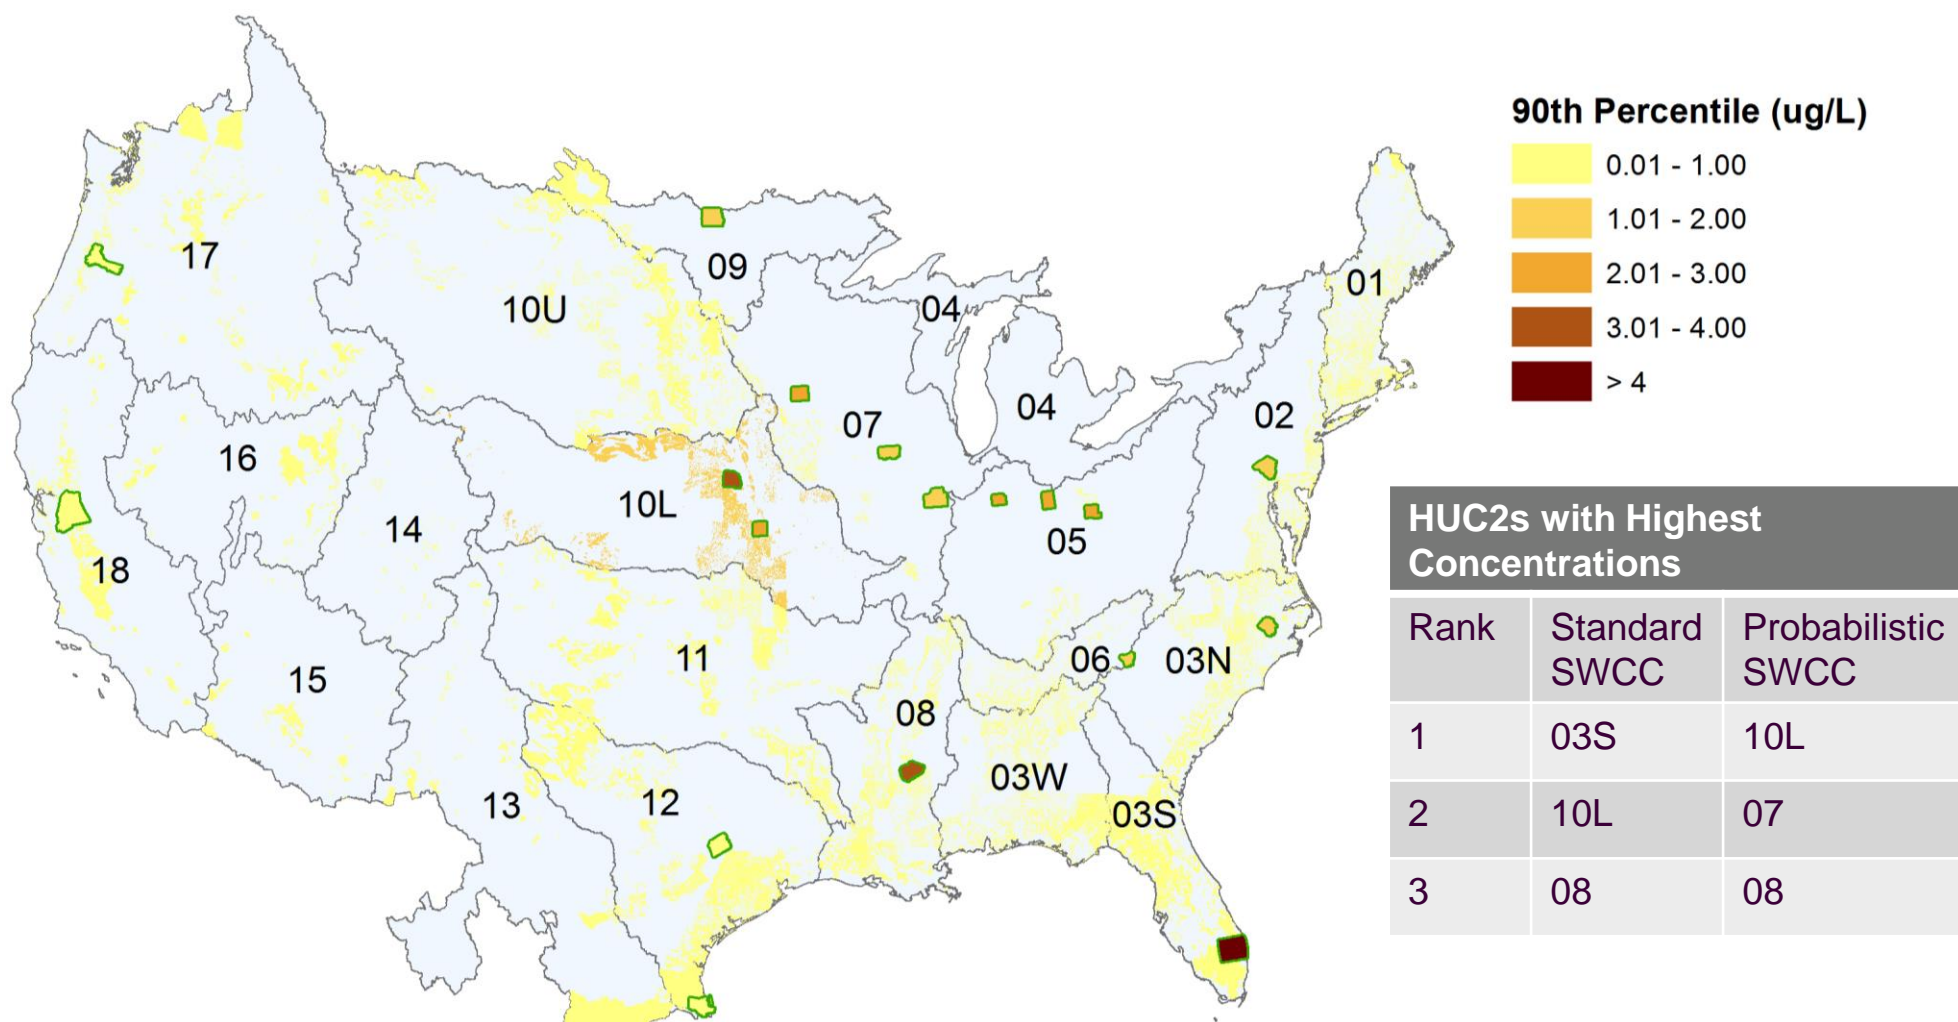 90th Percentile (ug/L)
0.01 - 1.00
1.01 - 2.00
2.01 - 3.00
3.01 - 4.00
> 4
17
10U
09
04
01
04
02
07
16
10L
14
05
18
15
11
06
03N
08
03W
13
12
03S
HUC2s with Highest
Concentrations
Rank Standard SWCC Probabilistic SWCC
1 03S 10L
2 10L 07
3 08 08